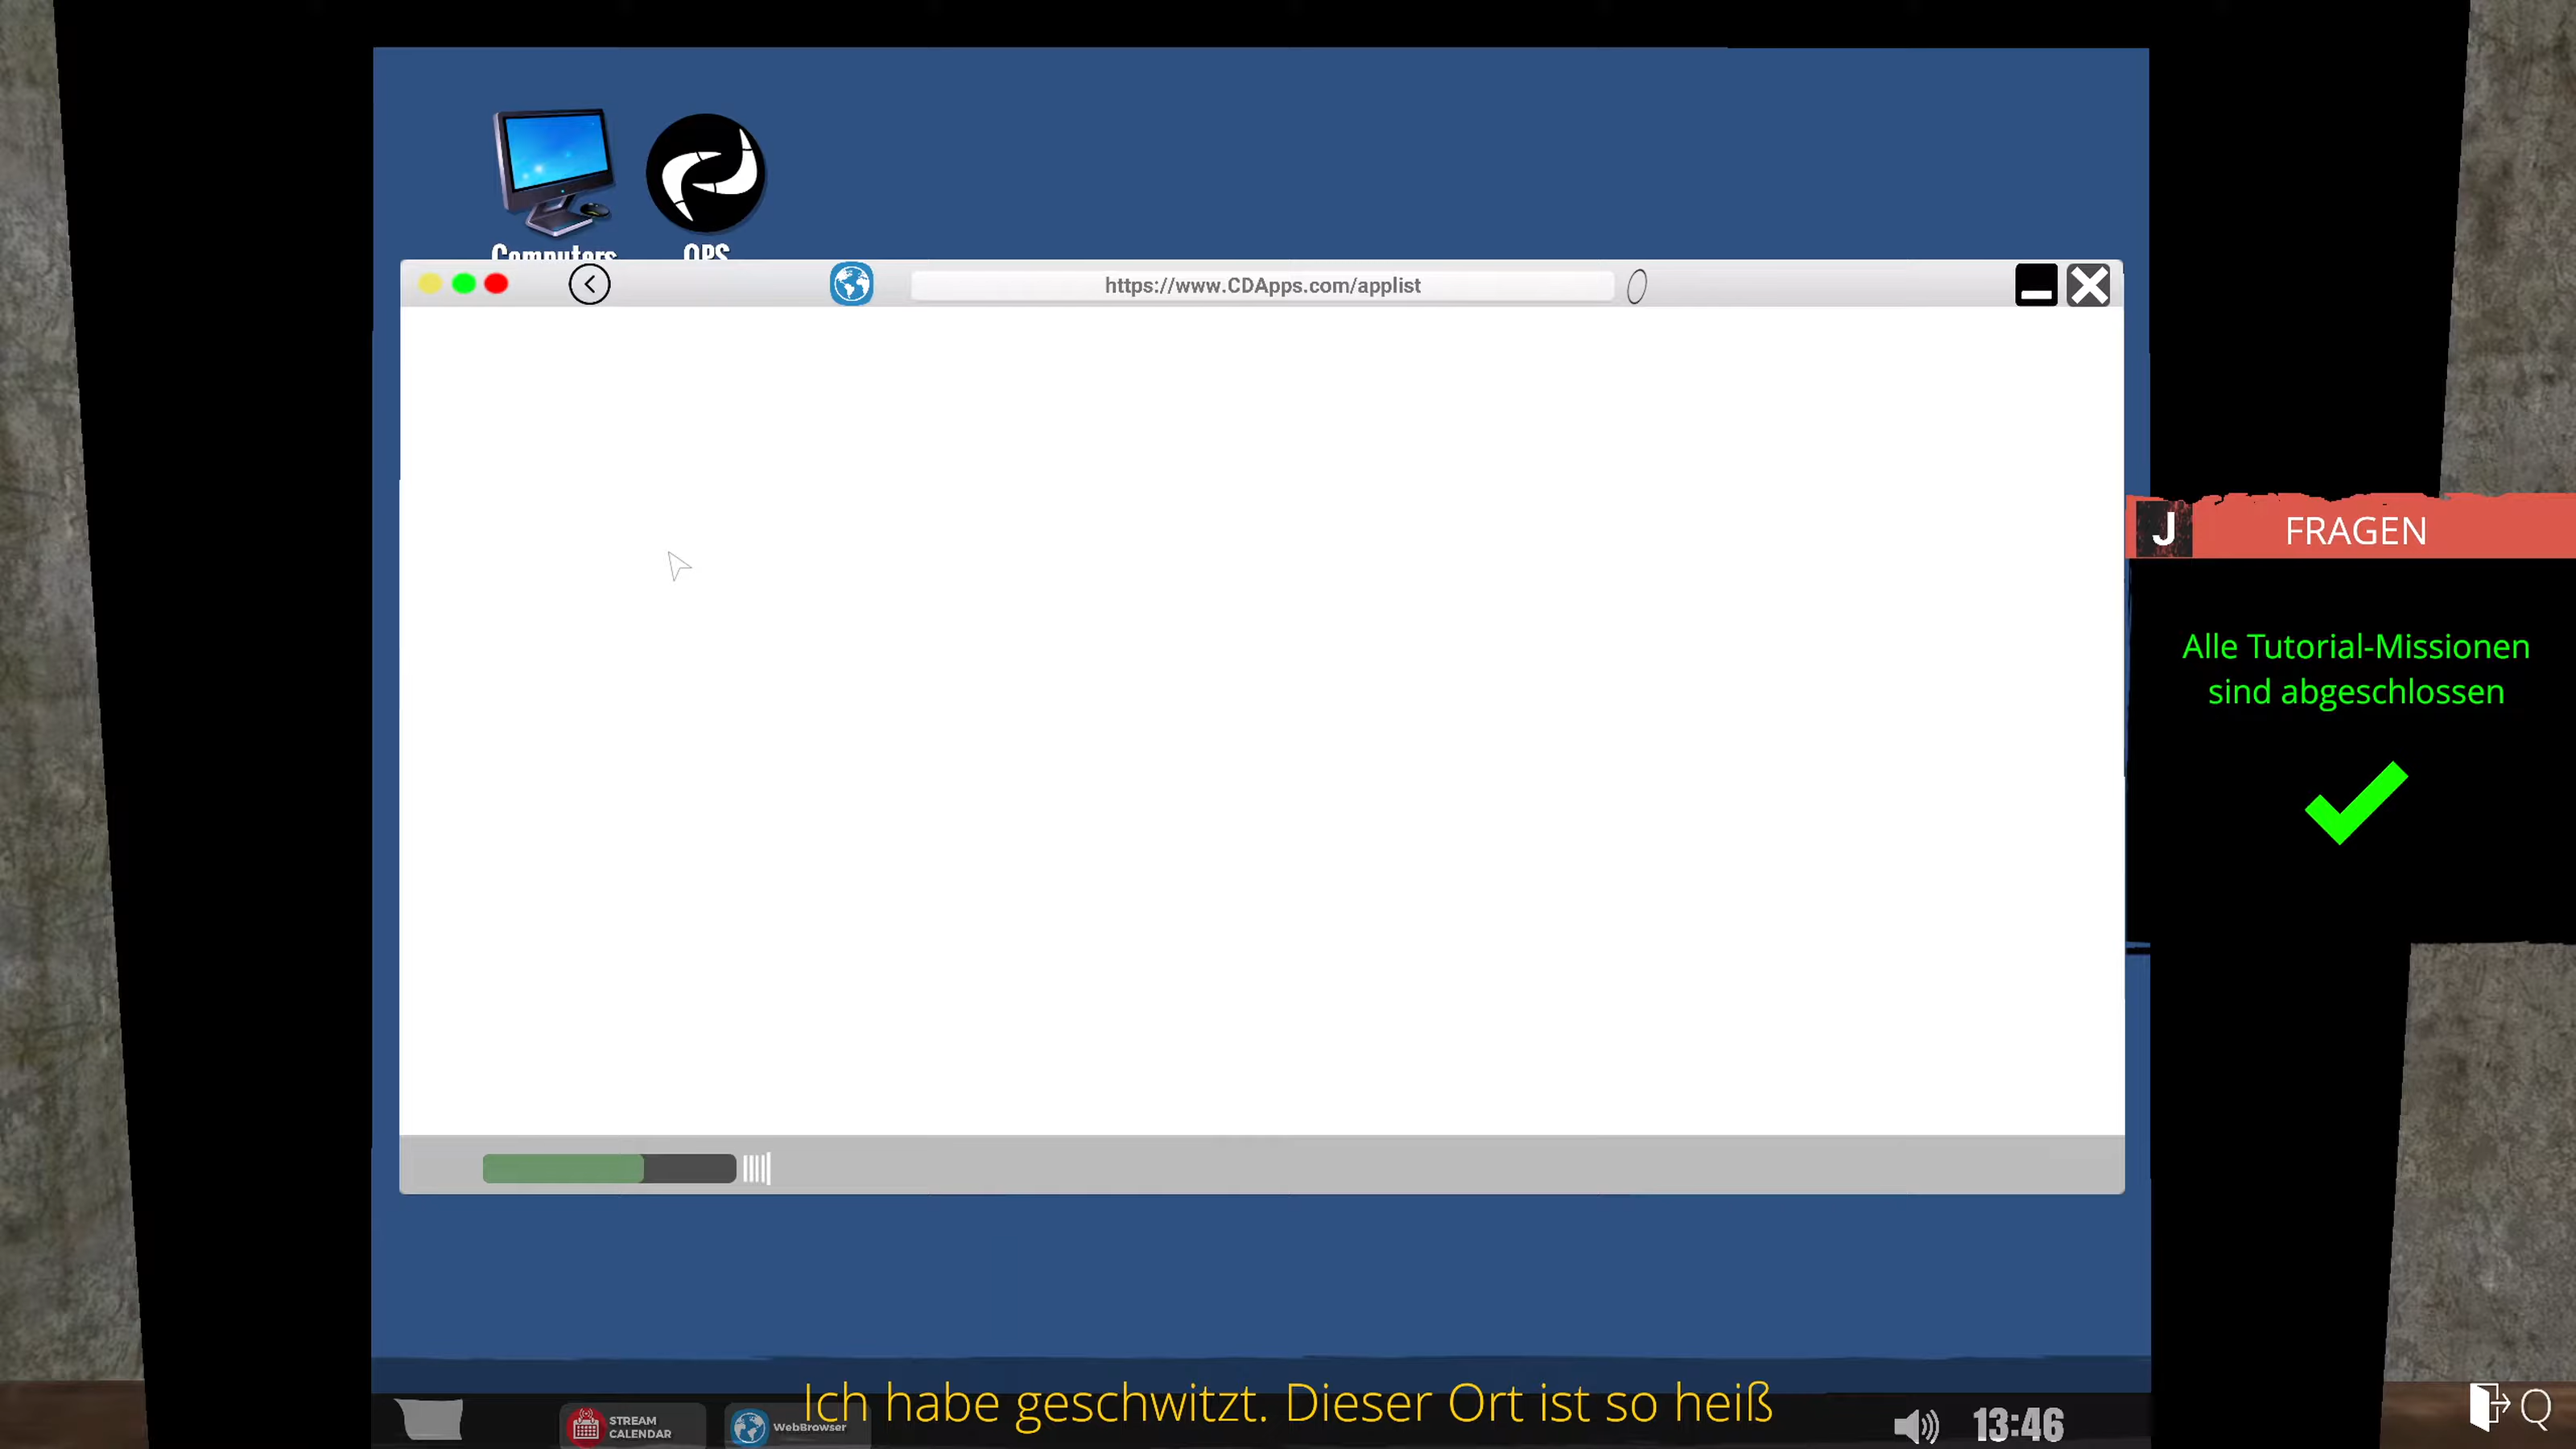 Computers
OPS
https://www.CDApps.com/applist
J
FRAGEN
Alle Tutorial-Missionen
sind abgeschlossen
Ich habe geschwitzt. Dieser Ort ist so heiß
STREAM
CALENDAR
WebBrowser
13:46
Q